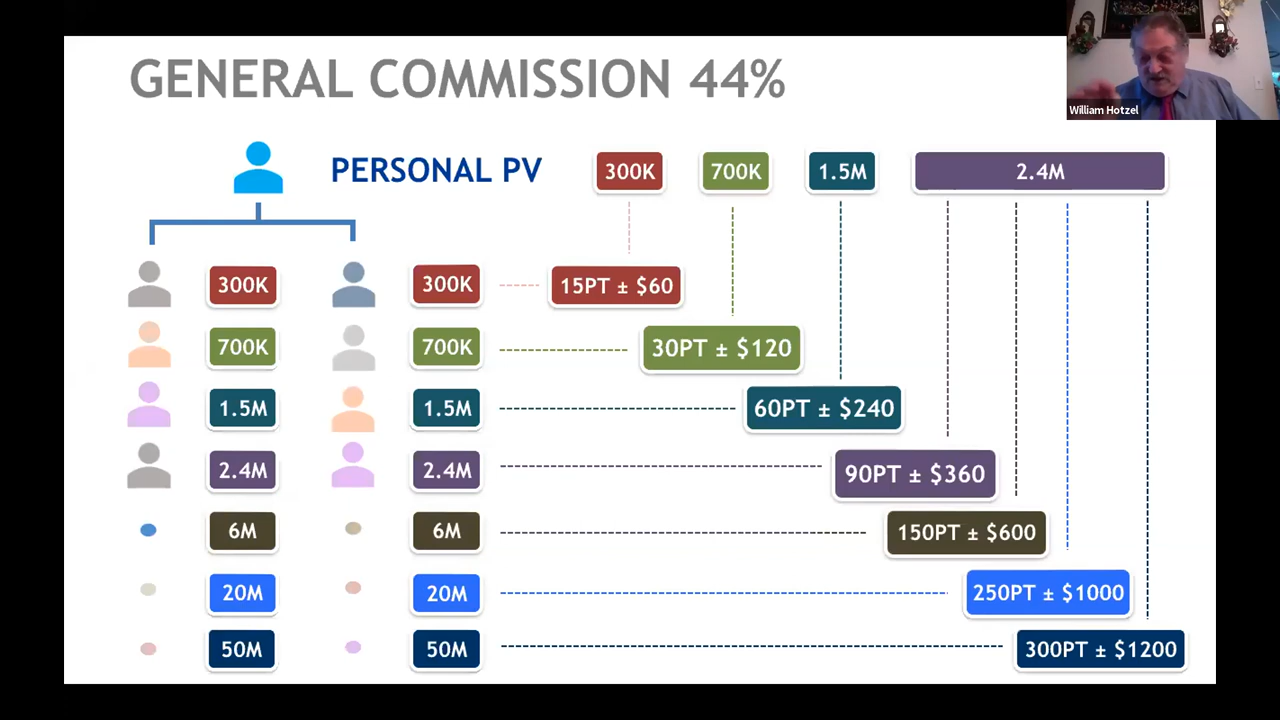 GENERAL COMMISSION 44%
William Hotzel
PERSONAL PV 300K 700K 1.5M 2.4M
300K 300K 15PT ± $60
700K 700K 30PT ± $120
1.5M 1.5M 60PT ± $240
2.4M 2.4M 90PT ± $360
6M 6M 150PT ± $600
20M 20M 250PT ± $1000
50M 50M 300PT ± $1200